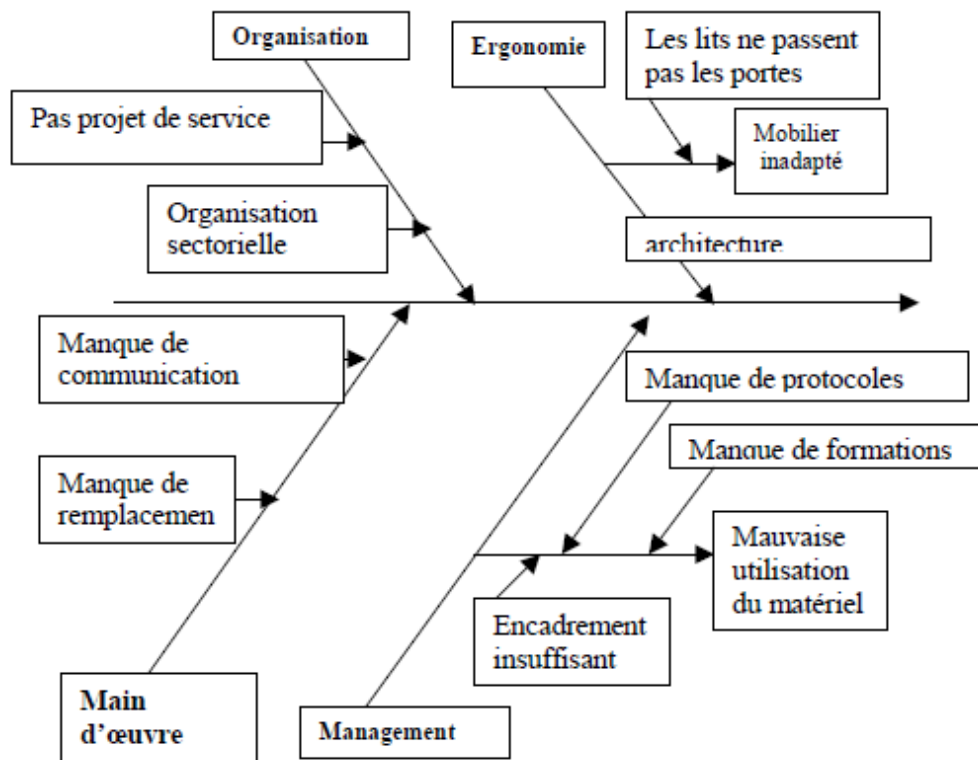 Organisation
Ergonomie
Les lits ne passent
pas les portes
Pas projet de service
Mobilier
inadapté
Organisation
sectorielle
architecture
Manque de
communication
Manque de protocoles
Manque de formations
Manque de
remplacemen
Mauvaise
utilisation
du matériel
Encadrement
insuffisant
Main
d’œuvre
Management